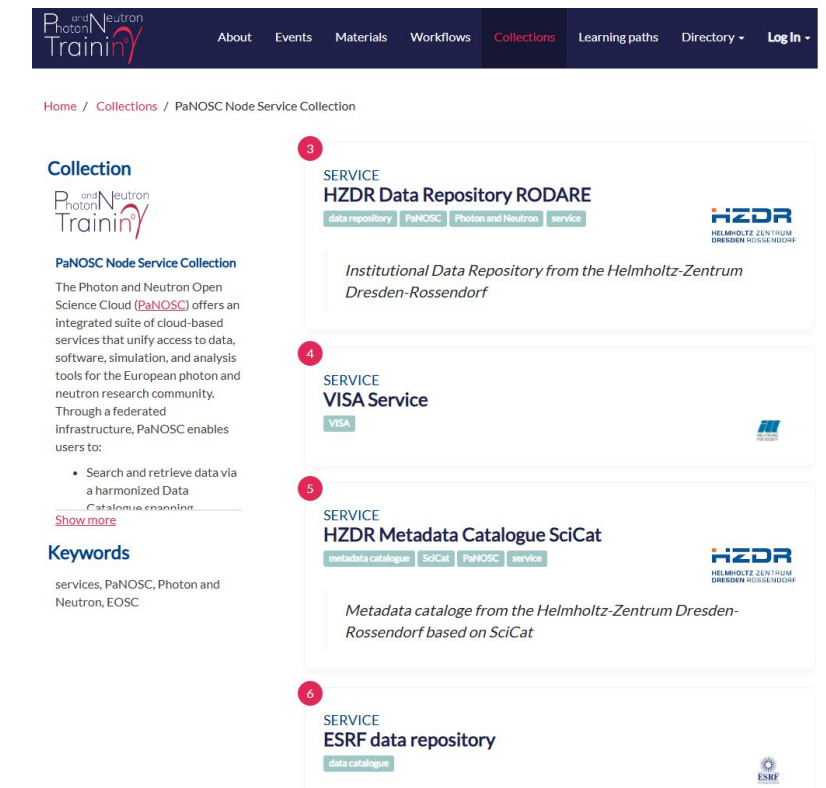 Photon and Neutron
Training
About Events Materials Workflows Collections Learning paths Directory Log In
Home / Collections / PaNOSC Node Service Collection
Collection
Photon and Neutron
Training
PaNOSC Node Service Collection
The Photon and Neutron Open
Science Cloud (PaNOSC) offers an
integrated suite of cloud-based
services that unify access to data,
software, simulation, and analysis
tools for the European photon and
neutron research community.
Through a federated
infrastructure, PaNOSC enables
users to:
• Search and retrieve data via
a harmonized Data
Catalogue spanning
Show more
Keywords
services, PaNOSC, Photon and
Neutron, EOSC
3
SERVICE
HZDR Data Repository RODARE
data repository PaNOSC Photon and Neutron service
HZDR
HELMHOLTZ ZENTRUM
DRESDEN ROSSENDORF
Institutional Data Repository from the Helmholtz-Zentrum
Dresden-Rossendorf
4
SERVICE
VISA Service
VISA
5
SERVICE
HZDR Metadata Catalogue SciCat
metadata catalogue SciCat PaNOSC service
HZDR
HELMHOLTZ ZENTRUM
DRESDEN ROSSENDORF
Metadata cataloge from the Helmholtz-Zentrum Dresden-
Rossendorf based on SciCat
6
SERVICE
ESRF data repository
data catalogue
ESRF